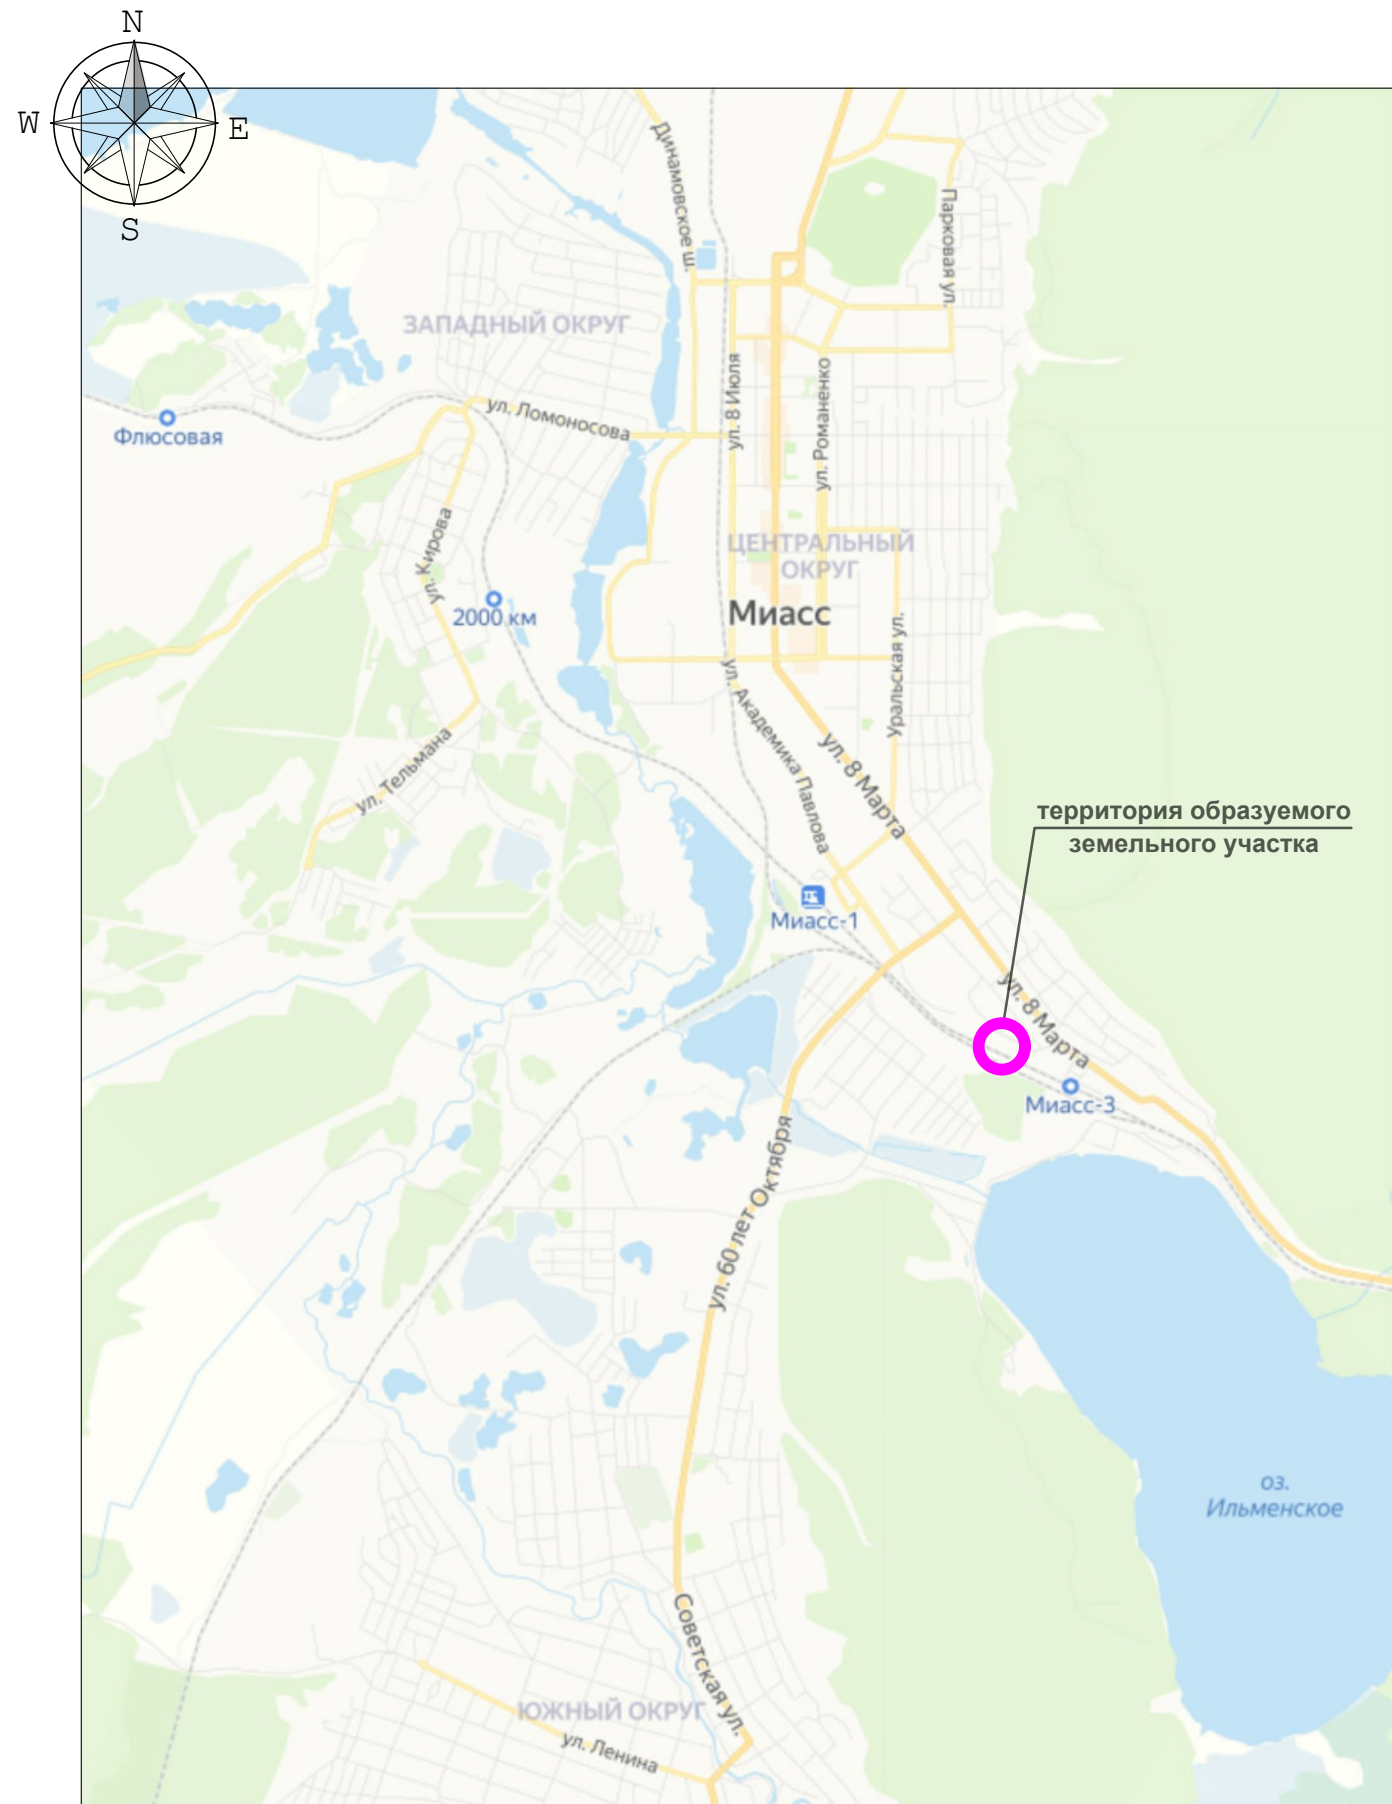 N
W
E
S
Динамовское ш.
Парковая ул.
ЗАПАДНЫЙ ОКРУГ
ул. 8 Июля
ул. Романенко
ул. Ломоносова
Флюсовая
ул. Кирова
ЦЕНТРАЛЬНЫЙ
ОКРУГ
2000 км
Миасс
Уральская ул.
ул. Академика Павлова
ул. 8 Марта
ул. Тельмана
территория образуемого
земельного участка
Миасс-1
ул. 8 Марта
Миасс-3
ул. 60 лет Октября
оз.
Ильменское
Советская ул.
ЮЖНЫЙ ОКРУГ
ул. Ленина